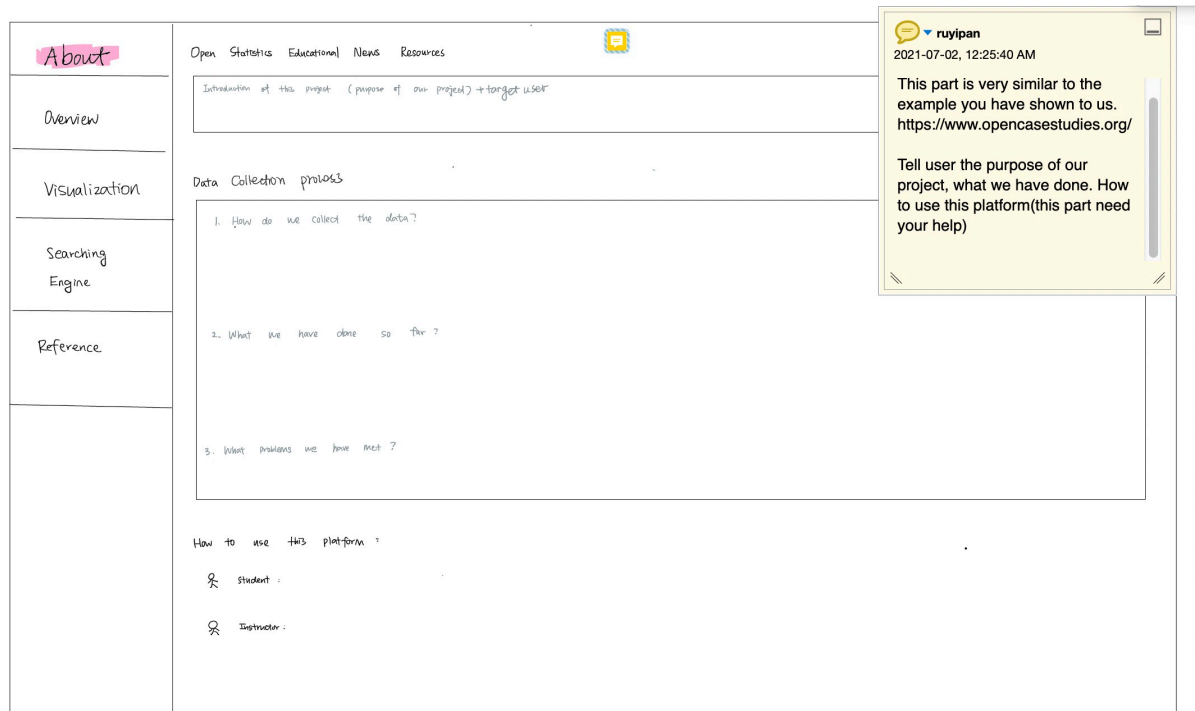 About
Overview
Visualization
Searching
Engine
Reference
Open Statistics Educational News Resources
Introduction of this project (purpose of our project) + target user
Data Collection process
1. How do we collect the data?
2. What we have done so far?
3. What problems we have met?
How to use this platform?
Student:
Instructor:
ruyipan
2021-07-02, 12:25:40 AM
This part is very similar to the
example you have shown to us.
https://www.opencasestudies.org/
Tell user the purpose of our
project, what we have done. How
to use this platform(this part need
your help)